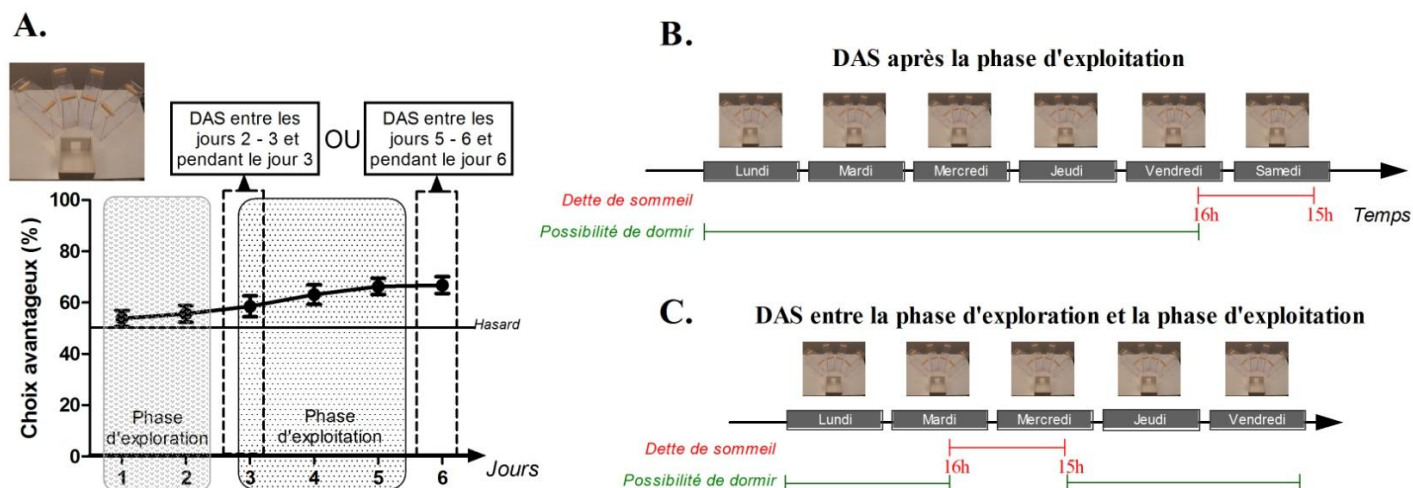 A.
DAS entre les
jours 2 - 3 et
pendant le jour 3
OU
DAS entre les
jours 5 - 6 et
pendant le jour 6
Choix avantageux (%)
100
80
60
40
20
0
Hasard
Phase
d'exploration
Phase
d'exploitation
1 2 3 4 5 6
Jours
B.
DAS après la phase d'exploitation
Lundi Mardi Mercredi Jeudi Vendredi Samedi
Dette de sommeil
16h 15h
Temps
Possibilité de dormir
C.
DAS entre la phase d'exploration et la phase d'exploitation
Lundi Mardi Mercredi Jeudi Vendredi
Dette de sommeil
16h 15h
Possibilité de dormir